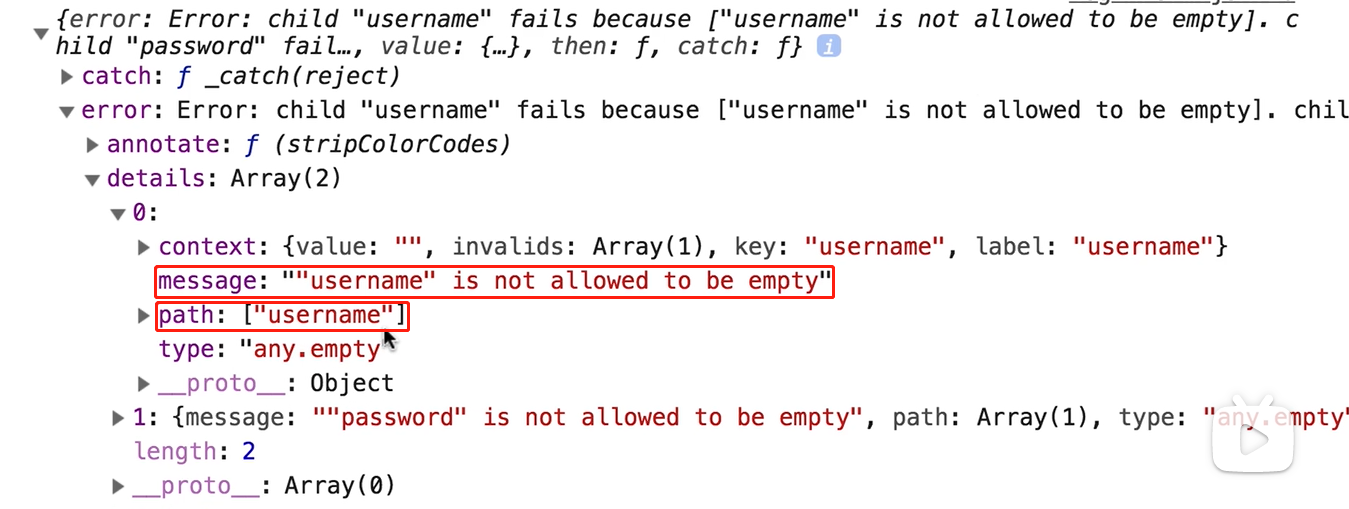 {error: Error: child "username" fails because ["username" is not allowed to be empty]. c
hild "password" fail…, value: {…}, then: ƒ, catch: ƒ} i
catch: ƒ _catch(reject)
error: Error: child "username" fails because ["username" is not allowed to be empty]. chil
annotate: ƒ (stripColorCodes)
details: Array(2)
0:
context: {value: "", invalids: Array(1), key: "username", label: "username"}
message: ""username" is not allowed to be empty"
path: ["username"]
type: "any.empty
__proto__: Object
1: {message: ""password" is not allowed to be empty", path: Array(1), type: "any.empty"
length: 2
__proto__: Array(0)